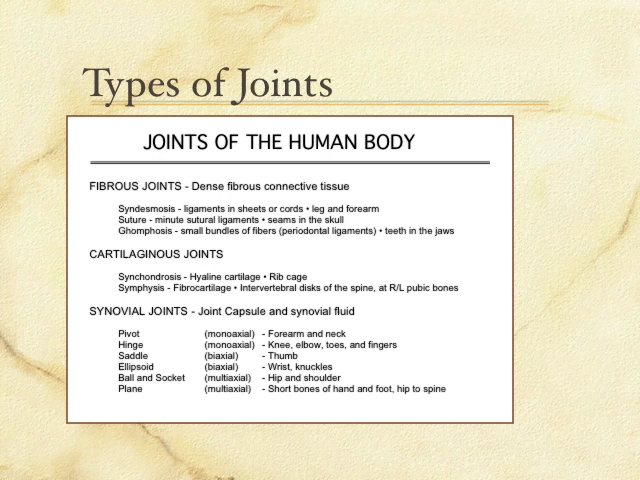 Types of Joints
JOINTS OF THE HUMAN BODY
FIBROUS JOINTS - Dense fibrous connective tissue
Syndesmosis - ligaments in sheets or cords • leg and forearm
Suture - minute sutural ligaments • seams in the skull
Ghomphosis - small bundles of fibers (periodontal ligaments) • teeth in the jaws
CARTILAGINOUS JOINTS
Synchondrosis - Hyaline cartilage • Rib cage
Symphysis - Fibrocartilage • Intervertebral disks of the spine, at R/L pubic bones
SYNOVIAL JOINTS - Joint Capsule and synovial fluid
Pivot (monoaxial) - Forearm and neck
Hinge (monoaxial) - Knee, elbow, toes, and fingers
Saddle (biaxial) - Thumb
Ellipsoid (biaxial) - Wrist, knuckles
Ball and Socket (multiaxial) - Hip and shoulder
Plane (multiaxial) - Short bones of hand and foot, hip to spine